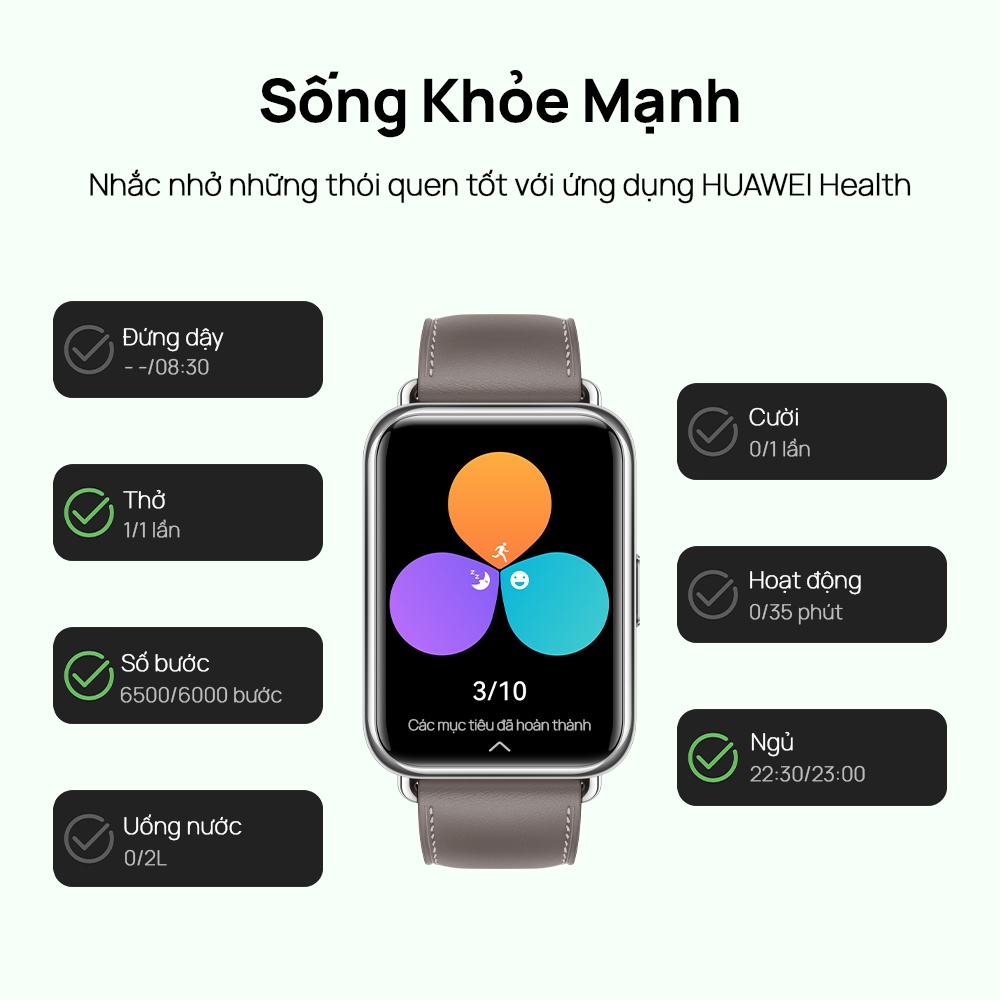 Sống Khỏe Mạnh
Nhắc nhở những thói quen tốt với ứng dụng HUAWEI Health
Đứng dậy
- -/08:30
Thở
1/1 lần
Số bước
6500/6000 bước
Uống nước
0/2L
3/10
Các mục tiêu đã hoàn thành
Cười
0/1 lần
Hoạt động
0/35 phút
Ngủ
22:30/23:00